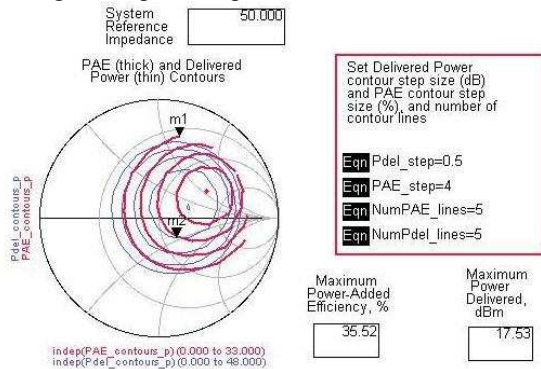 System
Reference
Impedance
50.000
PAE (thick) and Delivered
Power (thin) Contours
m1
m2
Pdel_contours_p
PAE_contours_p
indep(PAE_contours_p) (0.000 to 33.000)
indep(Pdel_contours_p) (0.000 to 48.000)
Set Delivered Power
contour step size (dB)
and PAE contour step
size (%), and number of
contour lines
Eqn Pdel_step=0.5
Eqn PAE_step=4
Eqn NumPAE_lines=5
Eqn NumPdel_lines=5
Maximum
Power-Added
Efficiency, %
35.52
Maximum
Power
Delivered,
dBm
17.53